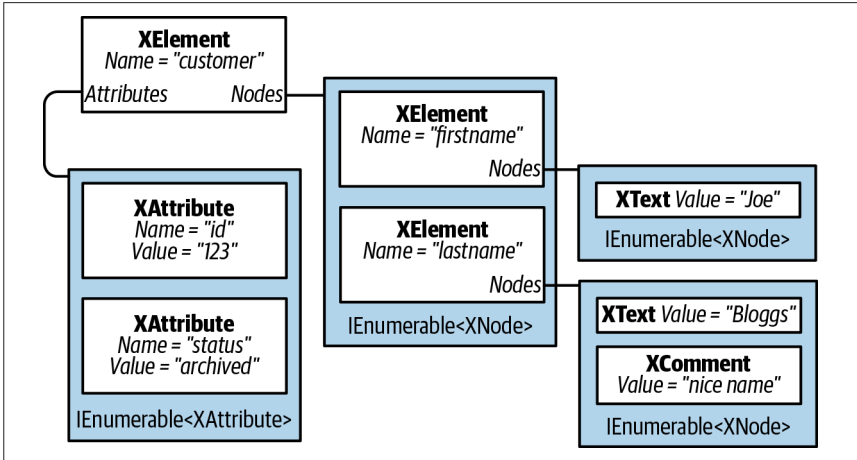 XElement
Name = "customer"
Attributes Nodes
XAttribute
Name = "id"
Value = "123"
XAttribute
Name = "status"
Value = "archived"
IEnumerable<XAttribute>
XElement
Name = "firstname"
Nodes
XElement
Name = "lastname"
Nodes
IEnumerable<XNode>
XText Value = "Joe"
IEnumerable<XNode>
XText Value = "Bloggs"
XComment
Value = "nice name"
IEnumerable<XNode>